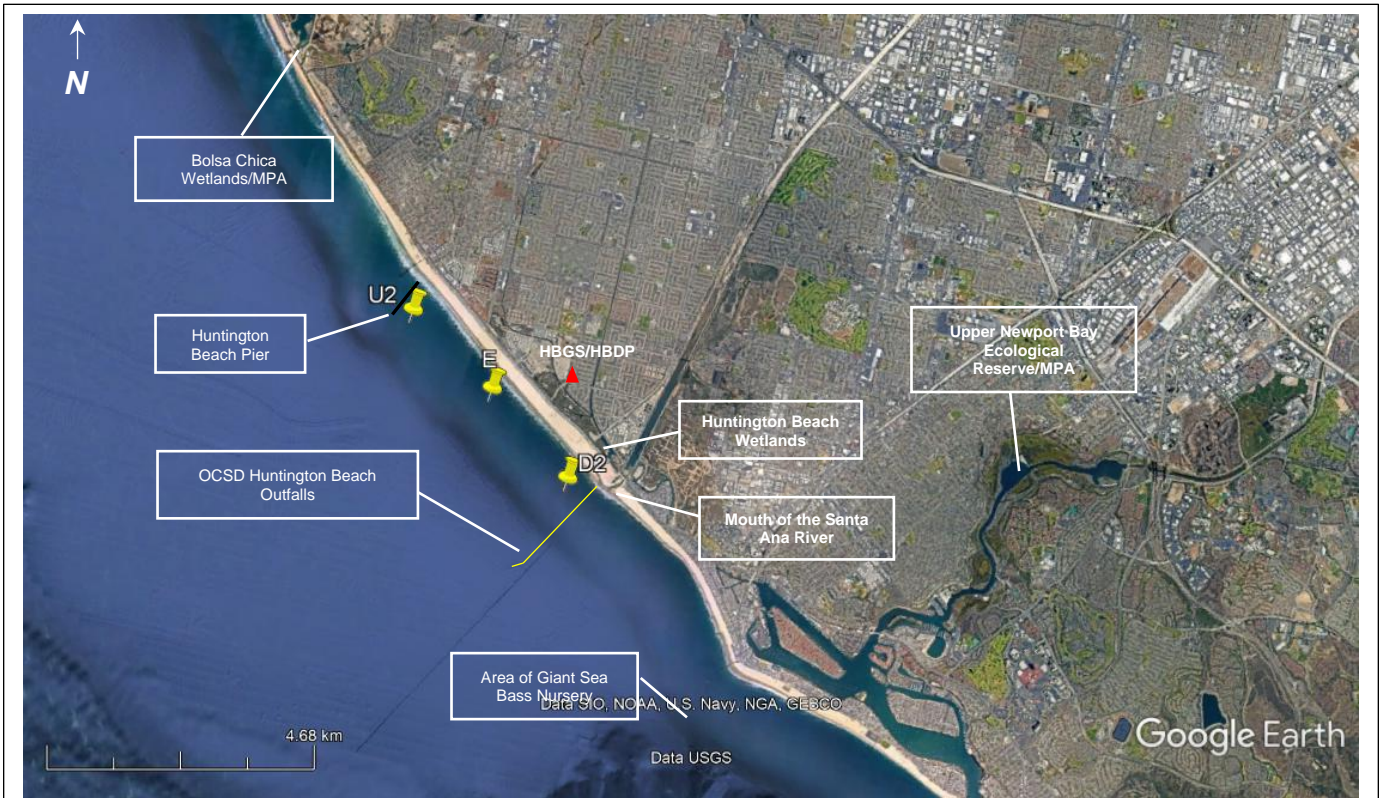 N
Bolsa Chica
Wetlands/MPA
U2
Huntington
Beach Pier
E
HBGS/HBDP
Upper Newport Bay
Ecological
Reserve/MPA
Huntington Beach
Wetlands
D2
OCSD Huntington Beach
Outfalls
Mouth of the Santa
Ana River
Area of Giant Sea
Bass Nursery
Data SIO, NOAA, U.S. Navy, NGA, GEBCO
4.68 km
Data USGS
Google Earth